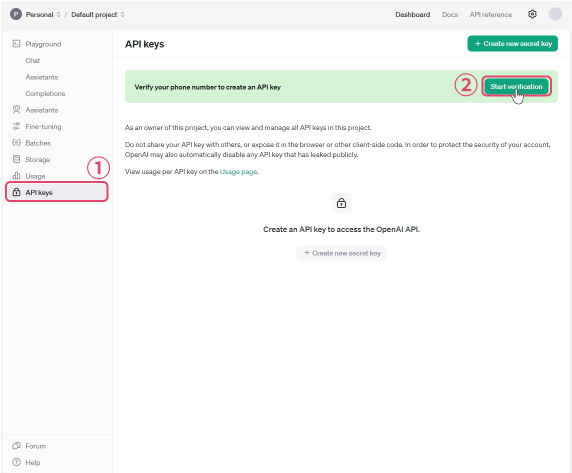 P Personal / Default project
Dashboard Docs API reference
Playground
Chat
Assistants
Completions
Assistants
Fine-tuning
Batches
Storage
Usage
1
API keys
API keys
+ Create new secret key
Verify your phone number to create an API key
2
Start verification
As an owner of this project, you can view and manage all API keys in this project.
Do not share your API key with others, or expose it in the browser or other client-side code. In order to protect the security of your account,
OpenAI may also automatically disable any API key that has leaked publicly.
View usage per API key on the Usage page.
Create an API key to access the OpenAI API.
+ Create new secret key
Forum
Help